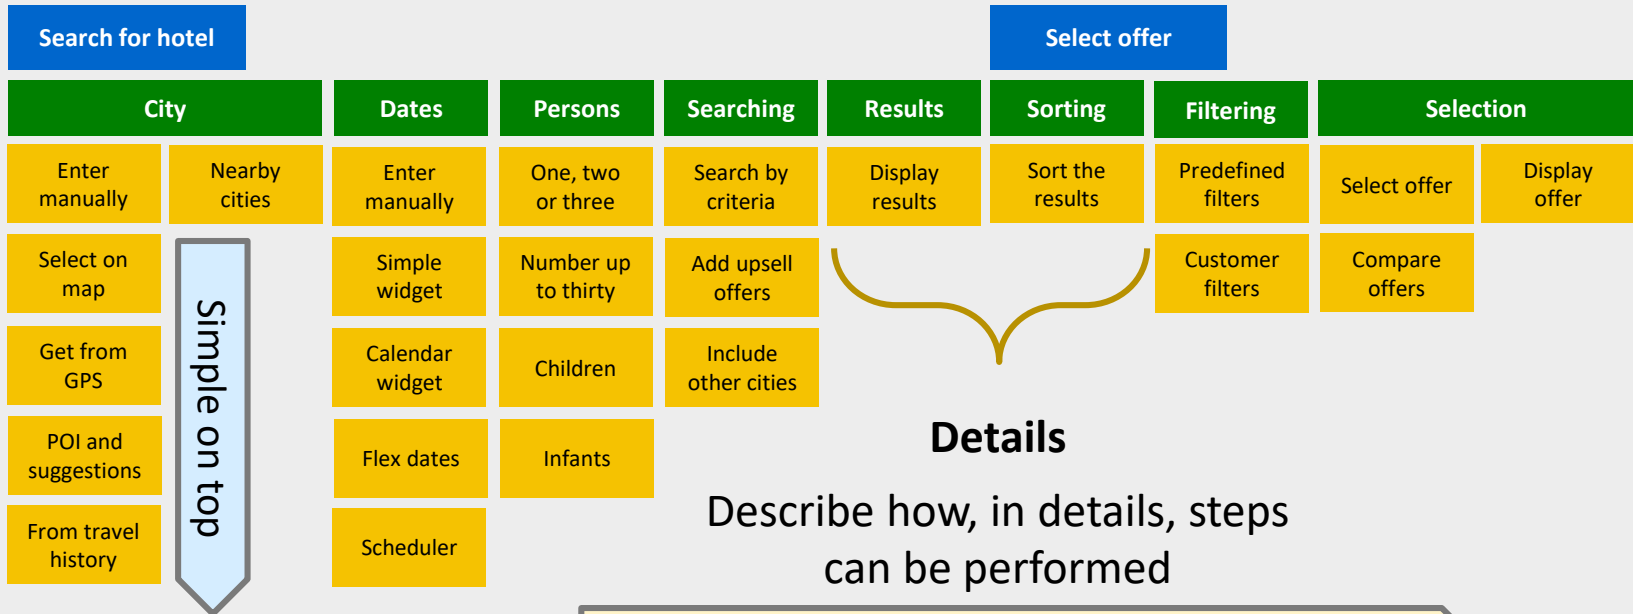 Search for hotel
Select offer
City
Dates
Persons
Searching
Results
Sorting
Filtering
Selection
Enter
manually
Nearby
cities
Enter
manually
One, two
or three
Search by
criteria
Display
results
Sort the
results
Predefined
filters
Select offer
Display
offer
Select on
map
Simple
widget
Number up
to thirty
Add upsell
offers
Customer
filters
Compare
offers
Get from
GPS
Calendar
widget
Children
Include
other cities
POI and
suggestions
Flex dates
Infants
From travel
history
Scheduler
Simple on top
Details
Describe how, in details, steps
can be performed